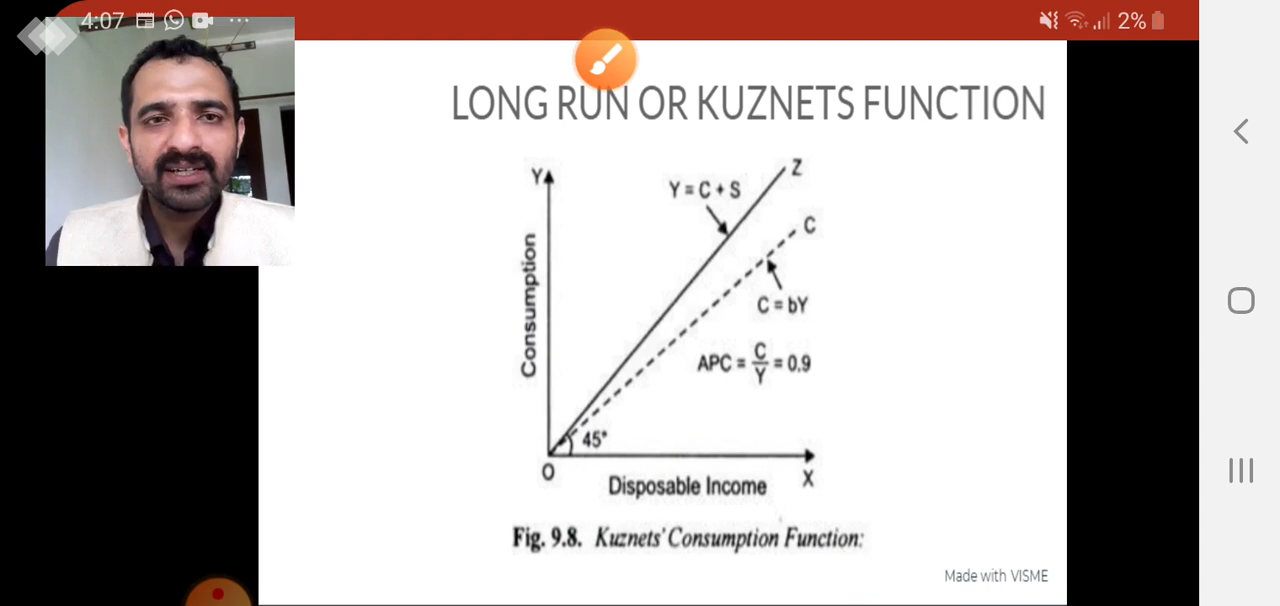 4:07
2%
LONG RUN OR KUZNETS FUNCTION
Y
Z
Y = C + S
C
Consumption
C = bY
APC = C/Y = 0.9
45°
O
X
Disposable Income
Fig. 9.8. Kuznets' Consumption Function:
Made with VISME